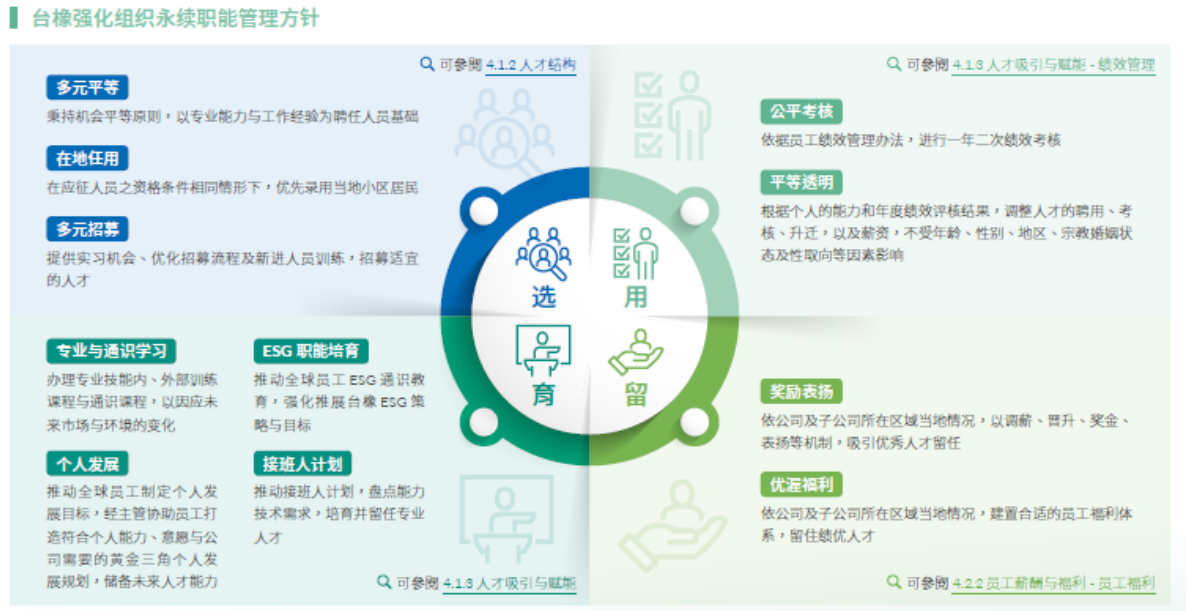 台橡强化组织永续职能管理方针
可參閱 4.1.2 人才结构
多元平等
秉持机会平等原则，以专业能力与工作经验为聘任人员基础
在地任用
在应征人员之资格条件相同情形下，优先录用当地小区居民
多元招募
提供实习机会、优化招募流程及新进人员训练，招募适宜
的人才
可參閱 4.1.3 人才吸引与赋能 - 绩效管理
公平考核
依据员工绩效管理办法，进行一年二次绩效考核
平等透明
根据个人的能力和年度绩效评核结果，调整人才的聘用、考
核、升迁，以及薪资，不受年龄、性别、地区、宗教婚姻状
态及性取向等因素影响
选
用
育
留
专业与通识学习
办理专业技能内、外部训练
课程与通识课程，以因应未
来市场与环境的变化
ESG 职能培育
推动全球员工 ESG 通识教
育，强化推展台橡 ESG 策
略与目标
个人发展
推动全球员工制定个人发
展目标，经主管协助员工打
造符合个人能力、意愿与公
司需要的黄金三角个人发
展规划，储备未来人才能力
接班人计划
推动接班人计划，盘点能力
技术需求，培育并留任专业
人才
可參閱 4.1.3 人才吸引与赋能
奖励表扬
依公司及子公司所在区域当地情况，以调薪、晋升、奖金、
表扬等机制，吸引优秀人才留任
优渥福利
依公司及子公司所在区域当地情况，建置合适的员工福利体
系，留住绩优人才
可參閱 4.2.2 员工薪酬与福利 - 员工福利